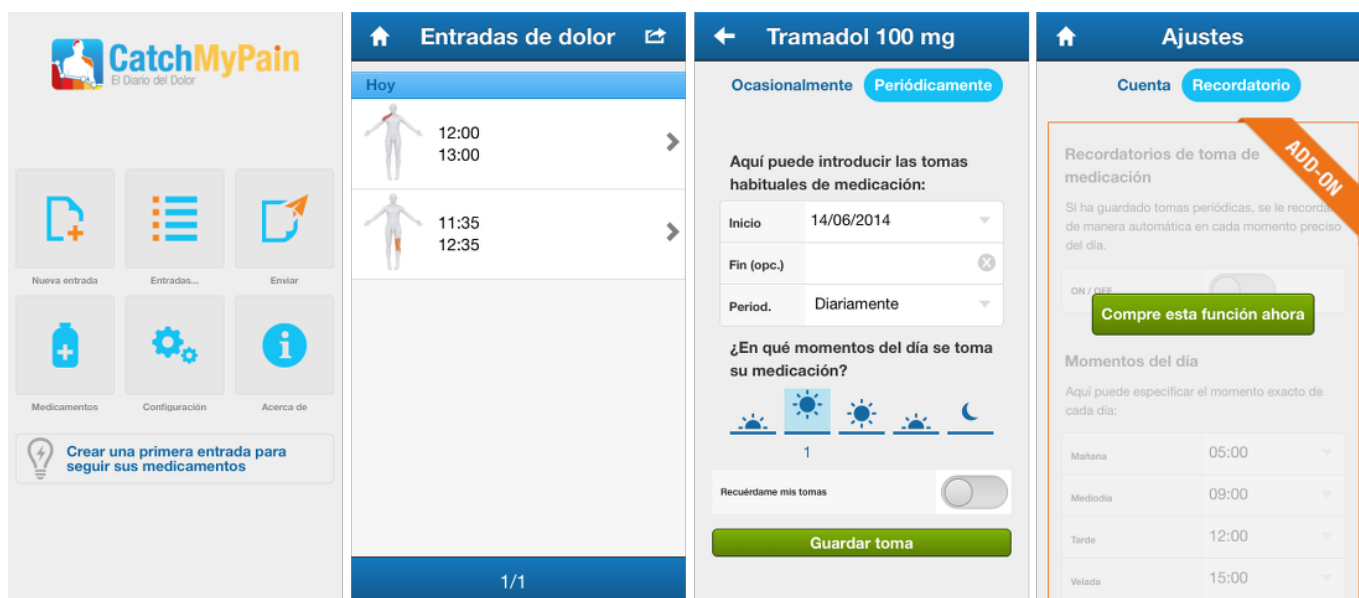 CatchMyPain
El Diario del Dolor
Nueva entrada
Entradas...
Enviar
Medicamentos
Configuración
Acerca de
Crear una primera entrada para
seguir sus medicamentos
Entradas de dolor
Hoy
12:00
13:00
11:35
12:35
1/1
Tramadol 100 mg
Ocasionalmente
Periódicamente
Aquí puede introducir las tomas
habituales de medicación:
Inicio
14/06/2014
Fin (opc.)
Period.
Diariamente
¿En qué momentos del día se toma
su medicación?
1
Recuérdame mis tomas
Guardar toma
Ajustes
Cuenta
Recordatorio
ADD-ON
Recordatorios de toma de
medicación
Si ha guardado tomas periódicas, se le
de manera automática en cada momento preciso
del día.
ON / OFF
Compre esta función ahora
Momentos del día
Aquí puede especificar el momento exacto de
cada día:
Mañana
05:00
Mediodía
09:00
Tarde
12:00
Velada
15:00